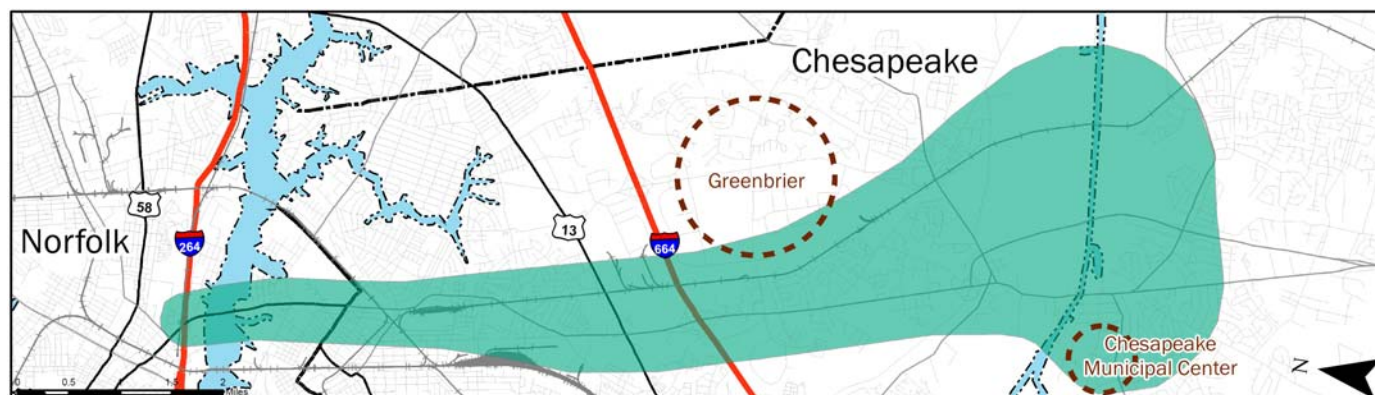 Chesapeake
Greenbrier
58
Norfolk
264
13
664
Chesapeake
Municipal Center
N
0 0.5 1 1.5 2
Miles